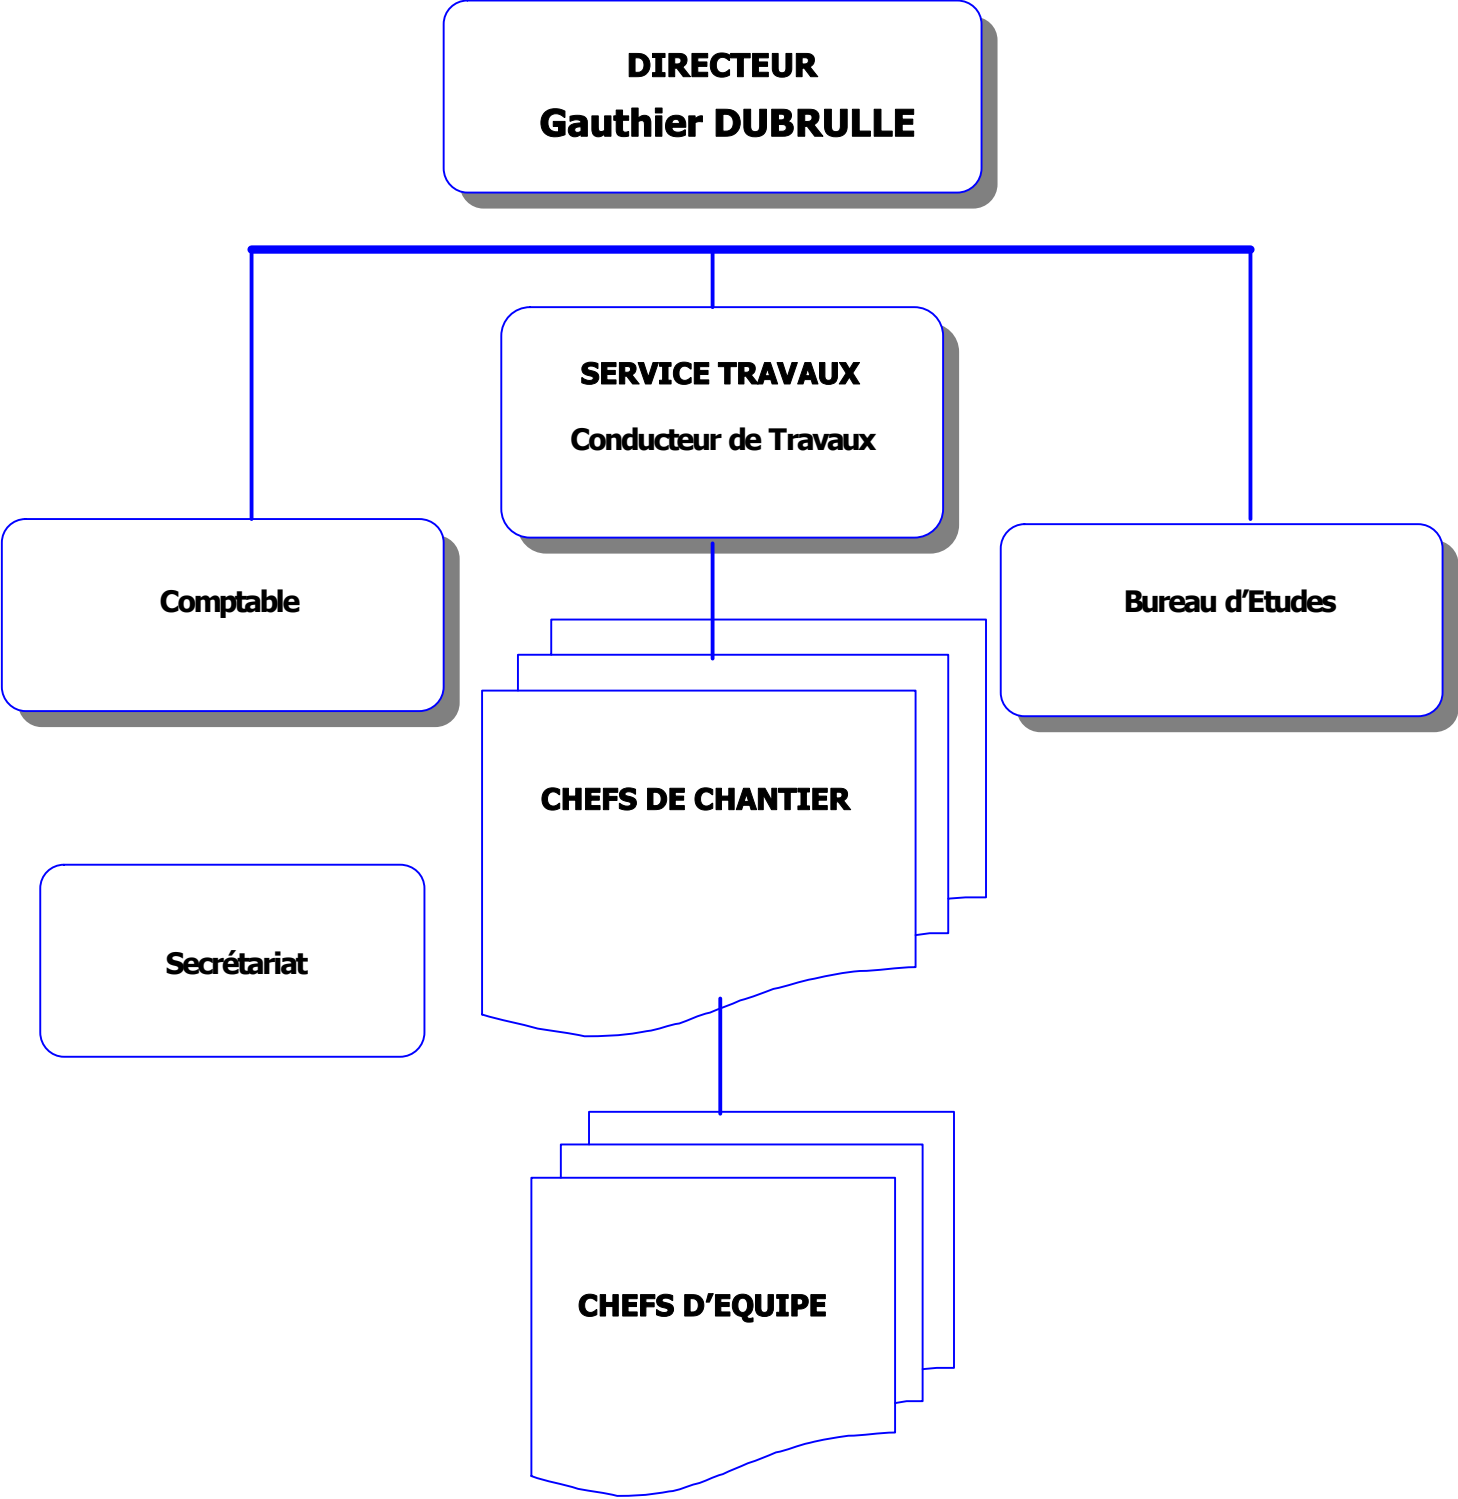 DIRECTEUR
Gauthier DUBRULLE
SERVICE TRAVAUX
Conducteur de Travaux
Comptable
Bureau d’Etudes
CHEFS DE CHANTIER
Secrétariat
CHEFS D’EQUIPE